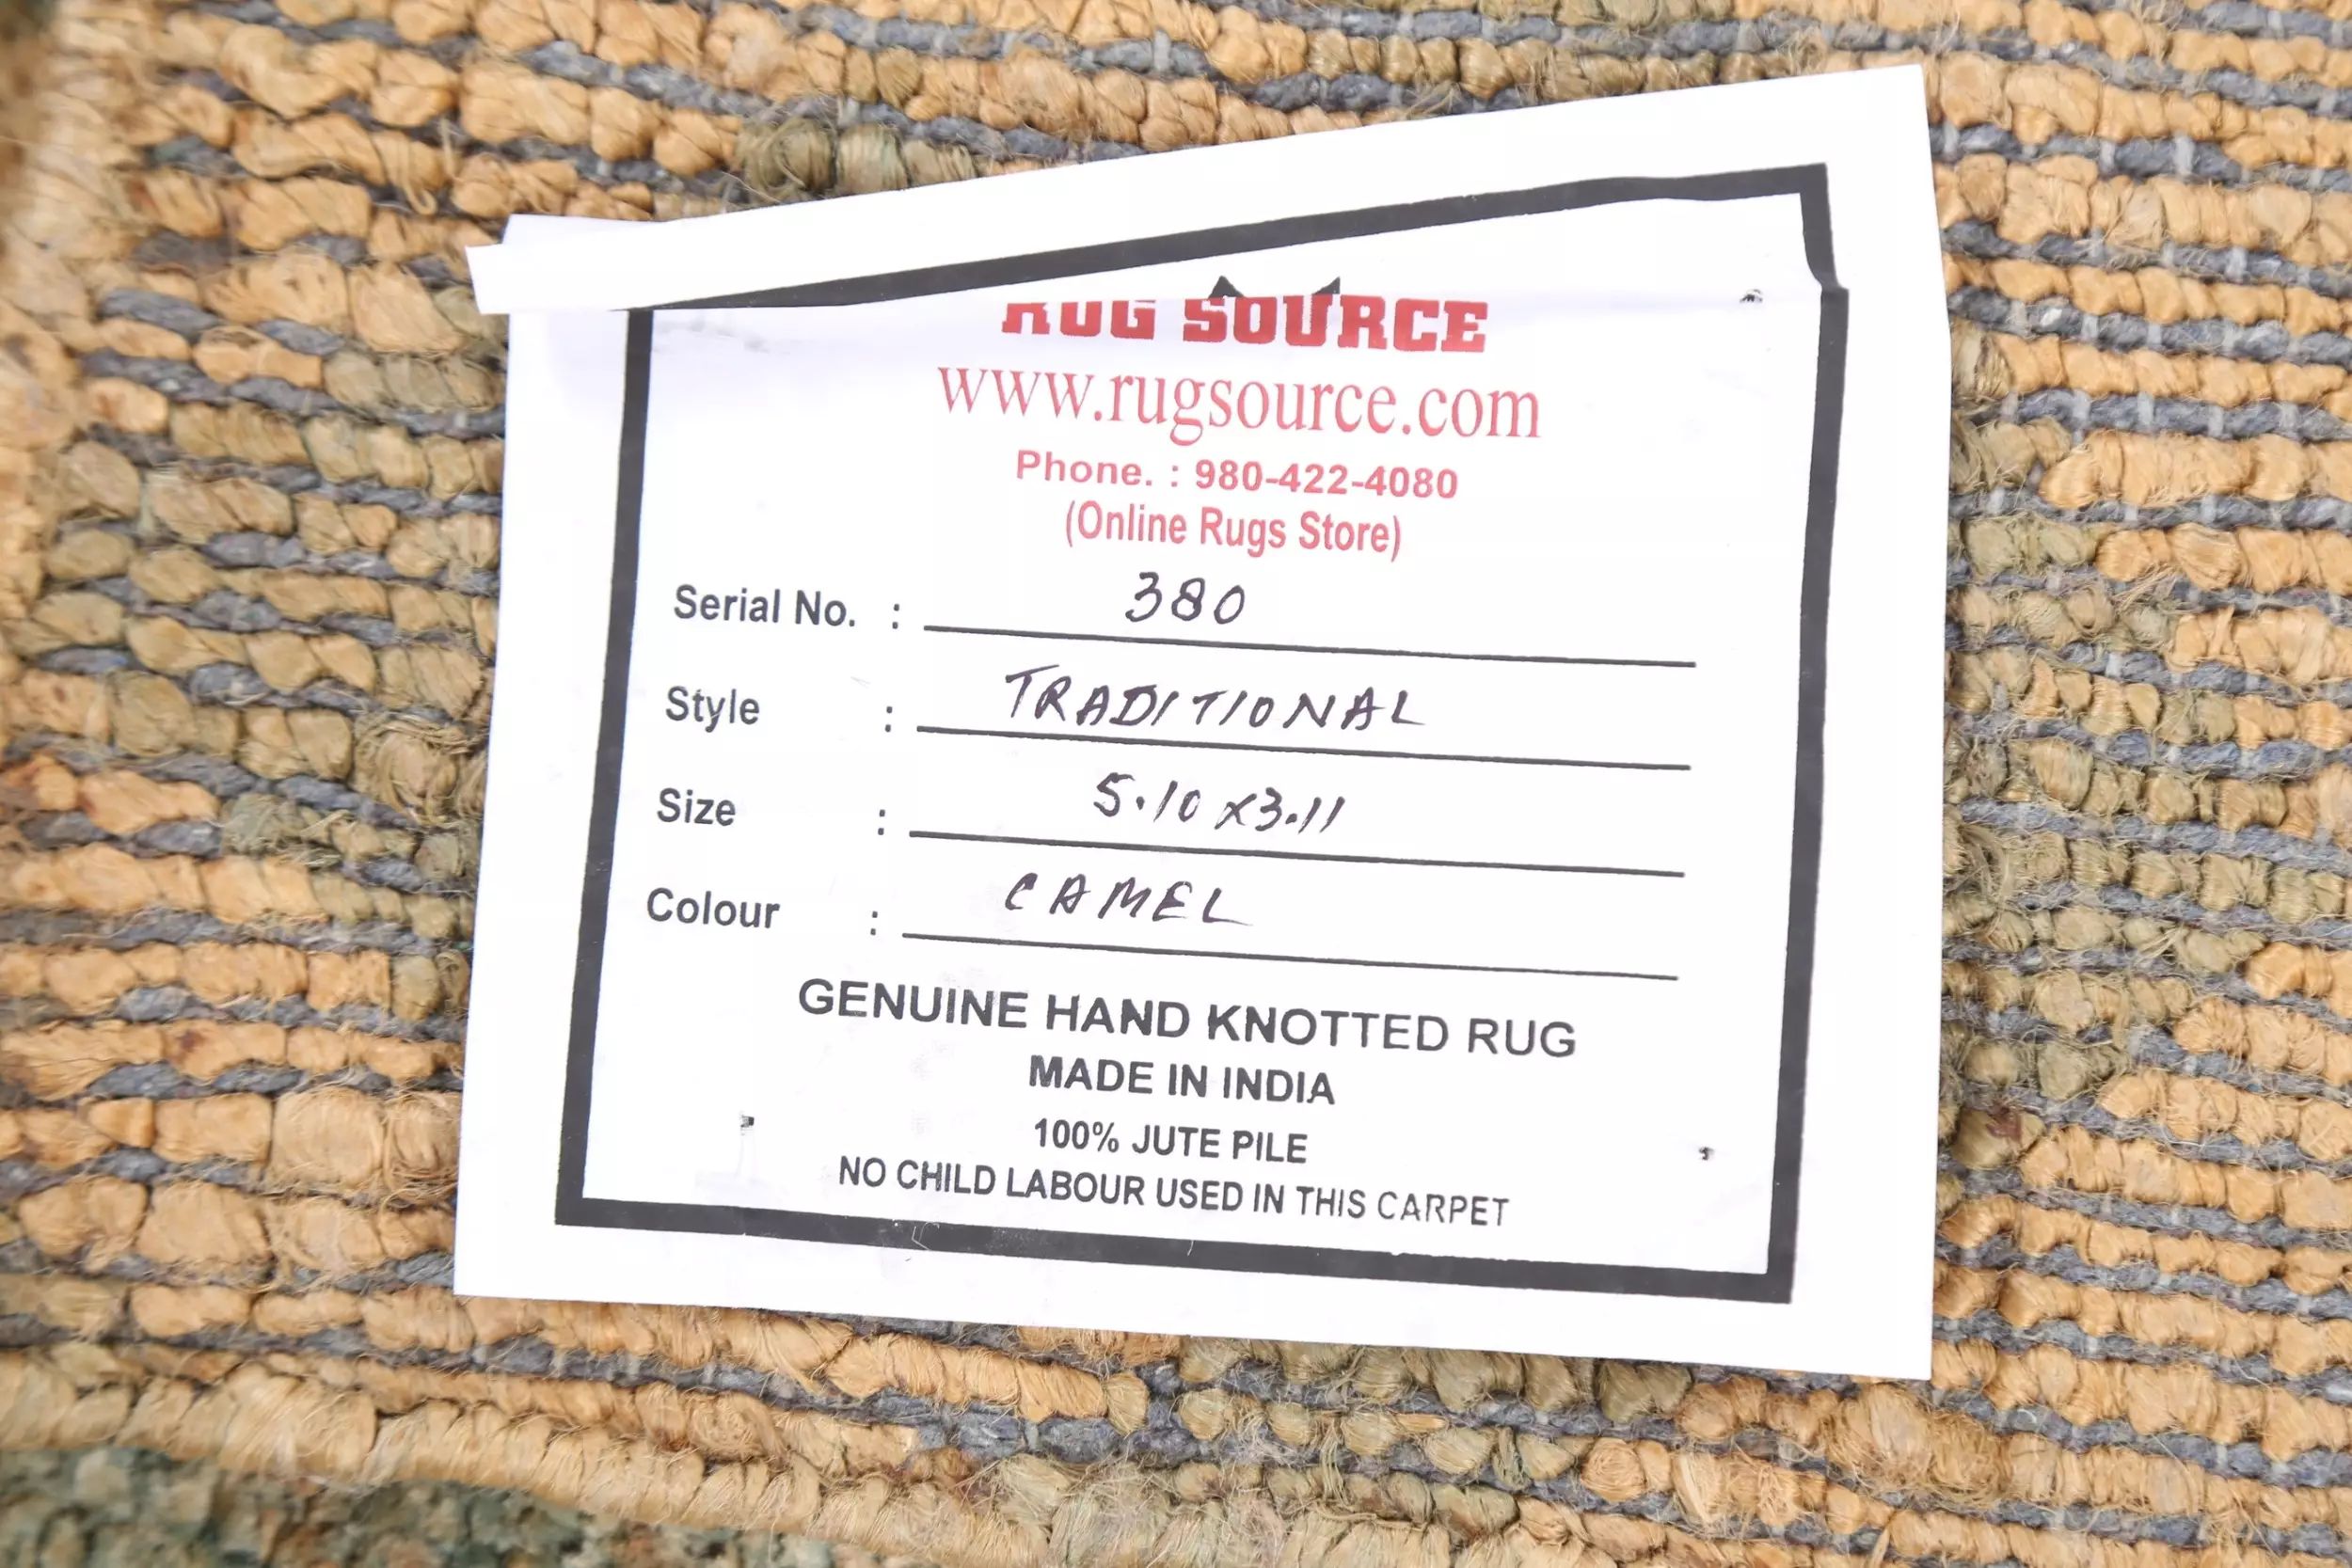 RUG SOURCE
www.rugsource.com
Phone. : 980-422-4080
(Online Rugs Store)
Serial No. : 380
Style : TRADITIONAL
Size : 5.10 x 3.11
Colour : CAMEL
GENUINE HAND KNOTTED RUG
MADE IN INDIA
100% JUTE PILE
NO CHILD LABOUR USED IN THIS CARPET